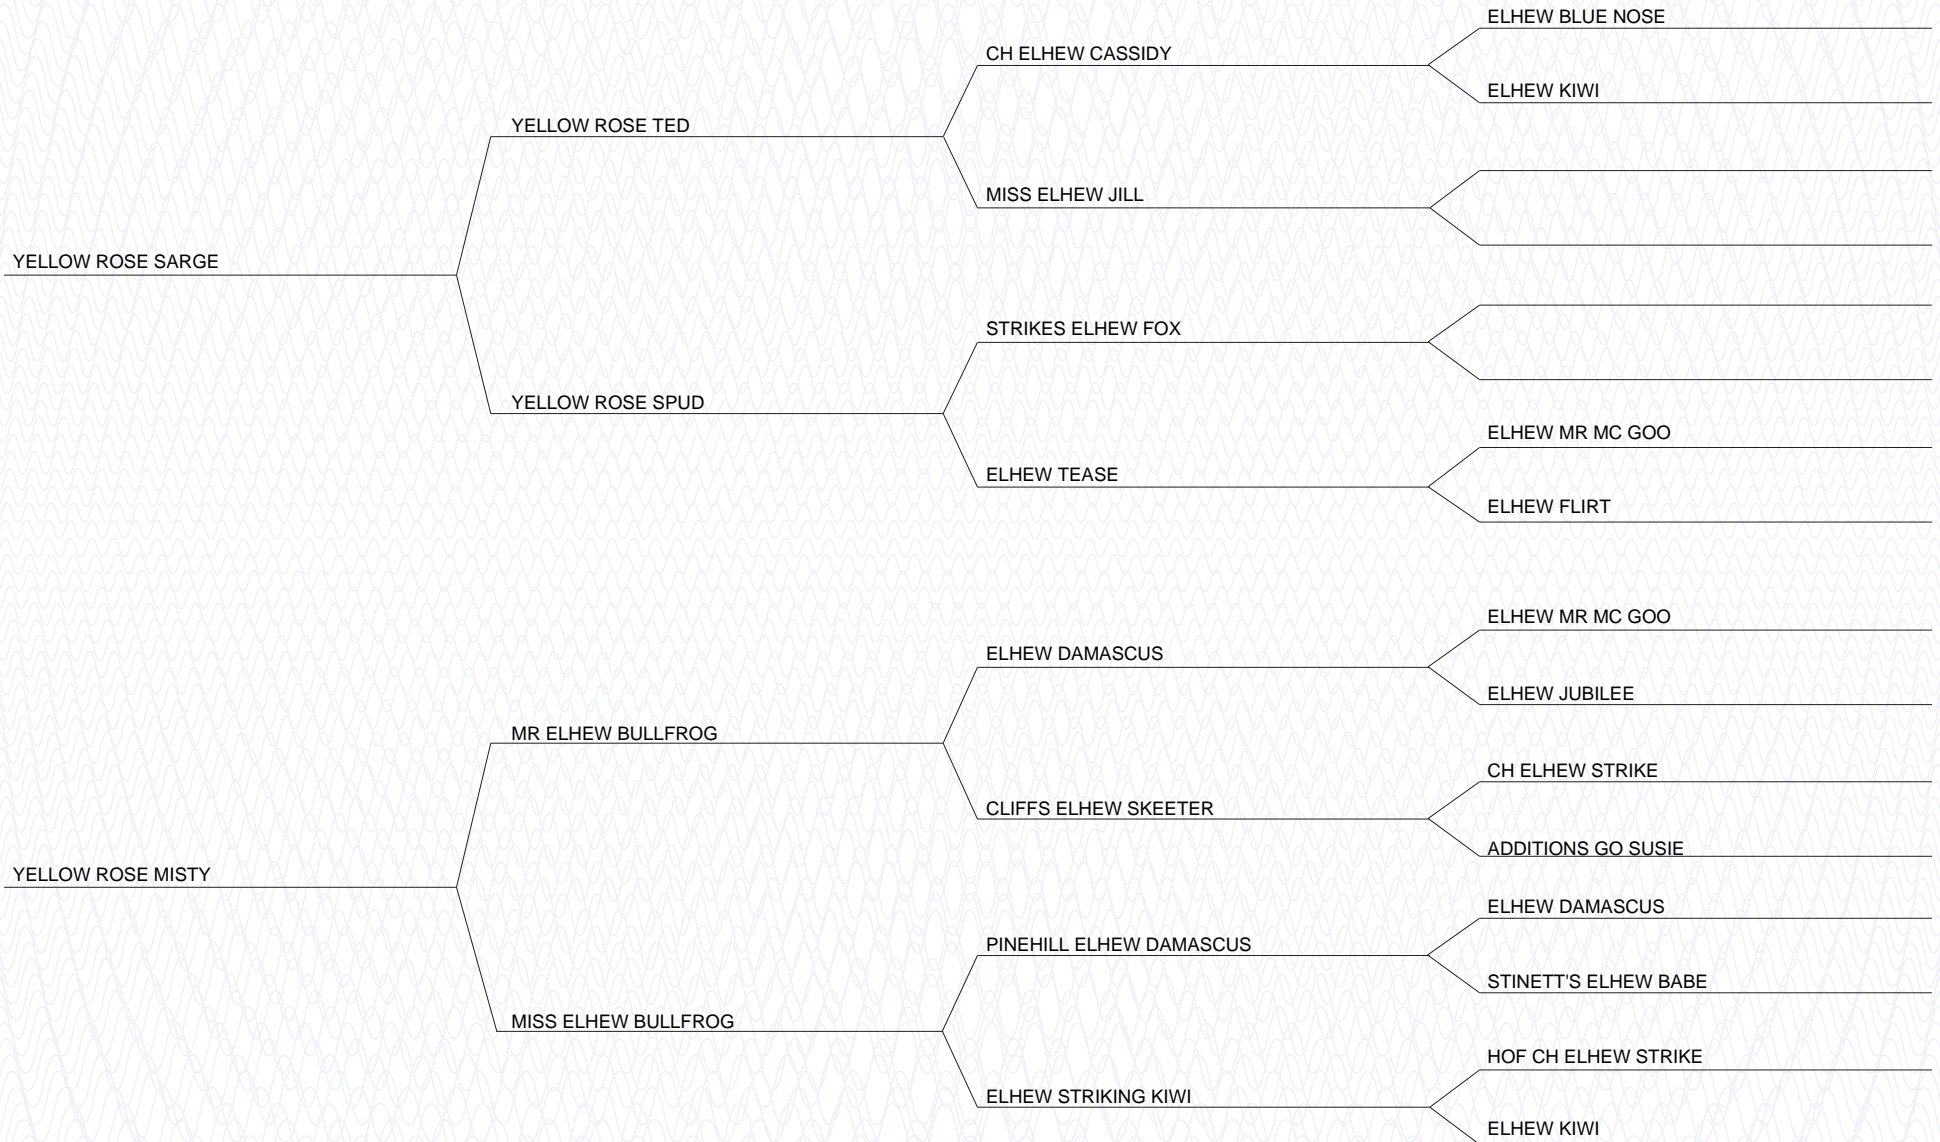 ELHEW BLUE NOSE
CH ELHEW CASSIDY
ELHEW KIWI
YELLOW ROSE TED
MISS ELHEW JILL
YELLOW ROSE SARGE
STRIKES ELHEW FOX
YELLOW ROSE SPUD
ELHEW MR MC GOO
ELHEW TEASE
ELHEW FLIRT
ELHEW MR MC GOO
ELHEW DAMASCUS
ELHEW JUBILEE
MR ELHEW BULLFROG
CH ELHEW STRIKE
CLIFFS ELHEW SKEETER
ADDITIONS GO SUSIE
YELLOW ROSE MISTY
ELHEW DAMASCUS
PINEHILL ELHEW DAMASCUS
STINETT'S ELHEW BABE
MISS ELHEW BULLFROG
HOF CH ELHEW STRIKE
ELHEW STRIKING KIWI
ELHEW KIWI